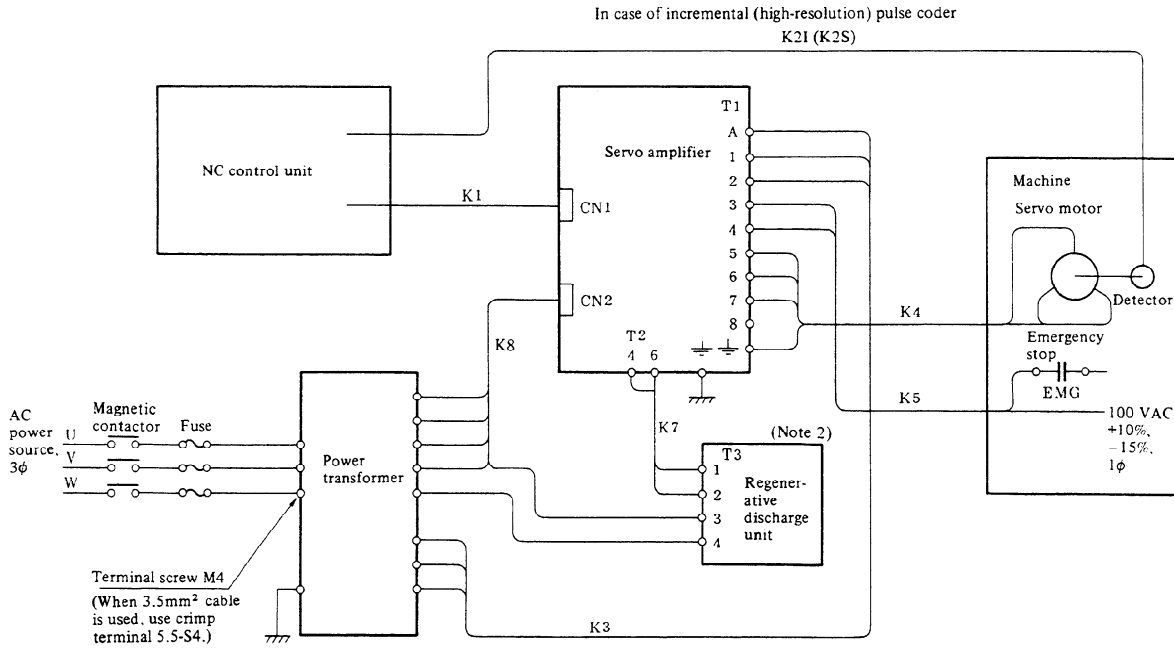 In case of incremental (high-resolution) pulse coder
K2I (K2S)
NC control unit
K1
Servo amplifier
CN1
CN2
T1
A
1
2
3
4
5
6
7
8
T2
4 6
Machine
Servo motor
Detector
K4
Emergency
stop
EMG
K5
100 VAC
+10%,
−15%,
1ϕ
K8
K7
(Note 2)
T3
1
2
3
4
Regener-
ative
discharge
unit
AC
power
source,
3ϕ
Magnetic
contactor
Fuse
U
V
W
Power
transformer
Terminal screw M4
(When 3.5mm² cable
is used, use crimp
terminal 5.5-S4.)
K3